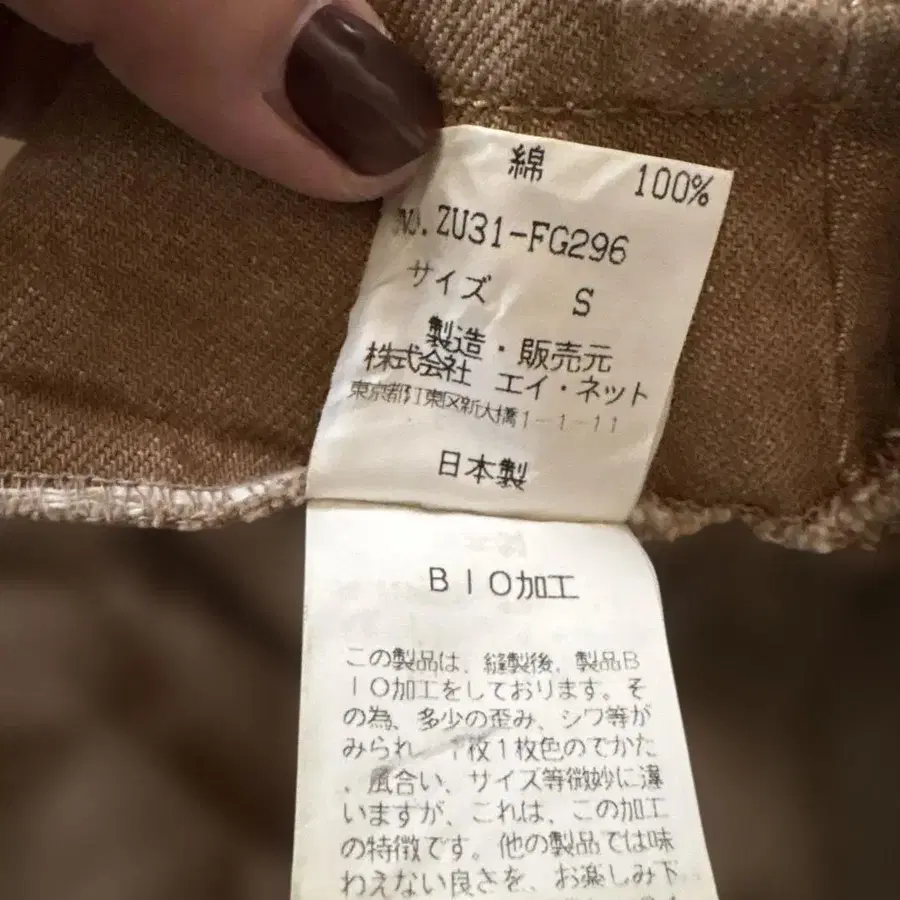 綿 100%
No.ZU31-FG296
サイズ S
製造・販売元
株式会社 エイ・ネット
東京都江東区新大橋1-1-11
日本製
BIO加工
この製品は、縫製後、製品B
IO加工をしております。そ
の為、多少の歪み、シワ等が
みられ 1枚1枚色のでかた
、風合い、サイズ等微妙に違
いますが、これは、この加工
の特徴です。他の製品では味
わえない良さを、お楽しみ下